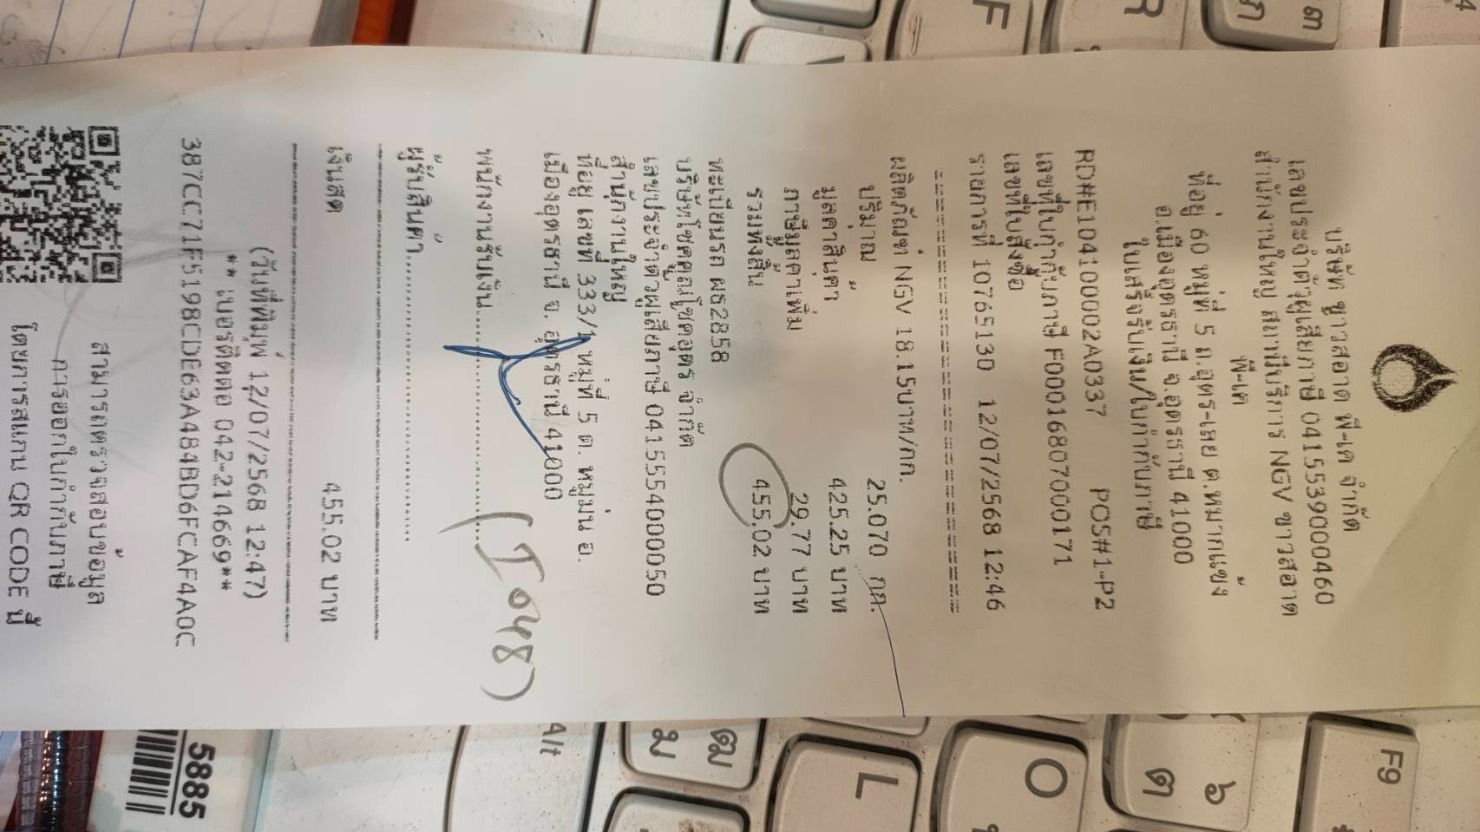 บริษัท ขาวสอาด พี-เค จำกัด
เลขประจำตัวผู้เสียภาษี 0415539000460
สำนักงานใหญ่ สถานีบริการ NGV ขาวสอาด
พี-เค
ที่อยู่ 60 หมู่ที่ 5 ถ.อุดร-เลย ต.หมากแข้ง
อ.เมืองอุดรธานี จ.อุดรธานี 41000
ใบเสร็จรับเงิน/ใบกำกับภาษี
RD#E104100002A0337 POS#1-P2
เลขที่ใบกำกับภาษี F000168070000171
เลขที่ใบสั่งซื้อ
รายการที่ 1076130 12/07/2568 12:46
ผลิตภัณฑ์ NGV 18.15บาท/กก.
ปริมาณ 25.070 กก.
มูลค่าสินค้า 425.25 บาท
ภาษีมูลค่าเพิ่ม 29.77 บาท
รวมทั้งสิ้น 455.02 บาท
ทะเบียนรถ ผธ2858
บริษัทโชคคูณโชคอุดร จำกัด
เลขประจำตัวผู้เสียภาษี 0415554000050
สำนักงานใหญ่
ที่อยู่ เลขที่ 333/1 หมู่ที่ 5 ต. หมูม่น อ.
เมืองอุดรธานี จ. อุดรธานี 41000
พนักงานรับเงิน
(I048)
ผู้รับสินค้า
เงินสด 455.02 บาท
(วันที่พิมพ์ 12/07/2568 12:47)
** เบอร์ติดต่อ 042-214669**
387CC71F5198CDE63A484BD6FCAF4A0C
สามารถตรวจสอบข้อมูล
การออกใบกำกับภาษี
โดยการสแกน QR CODE นี้
5885
F
R
F9
O
L
Alt